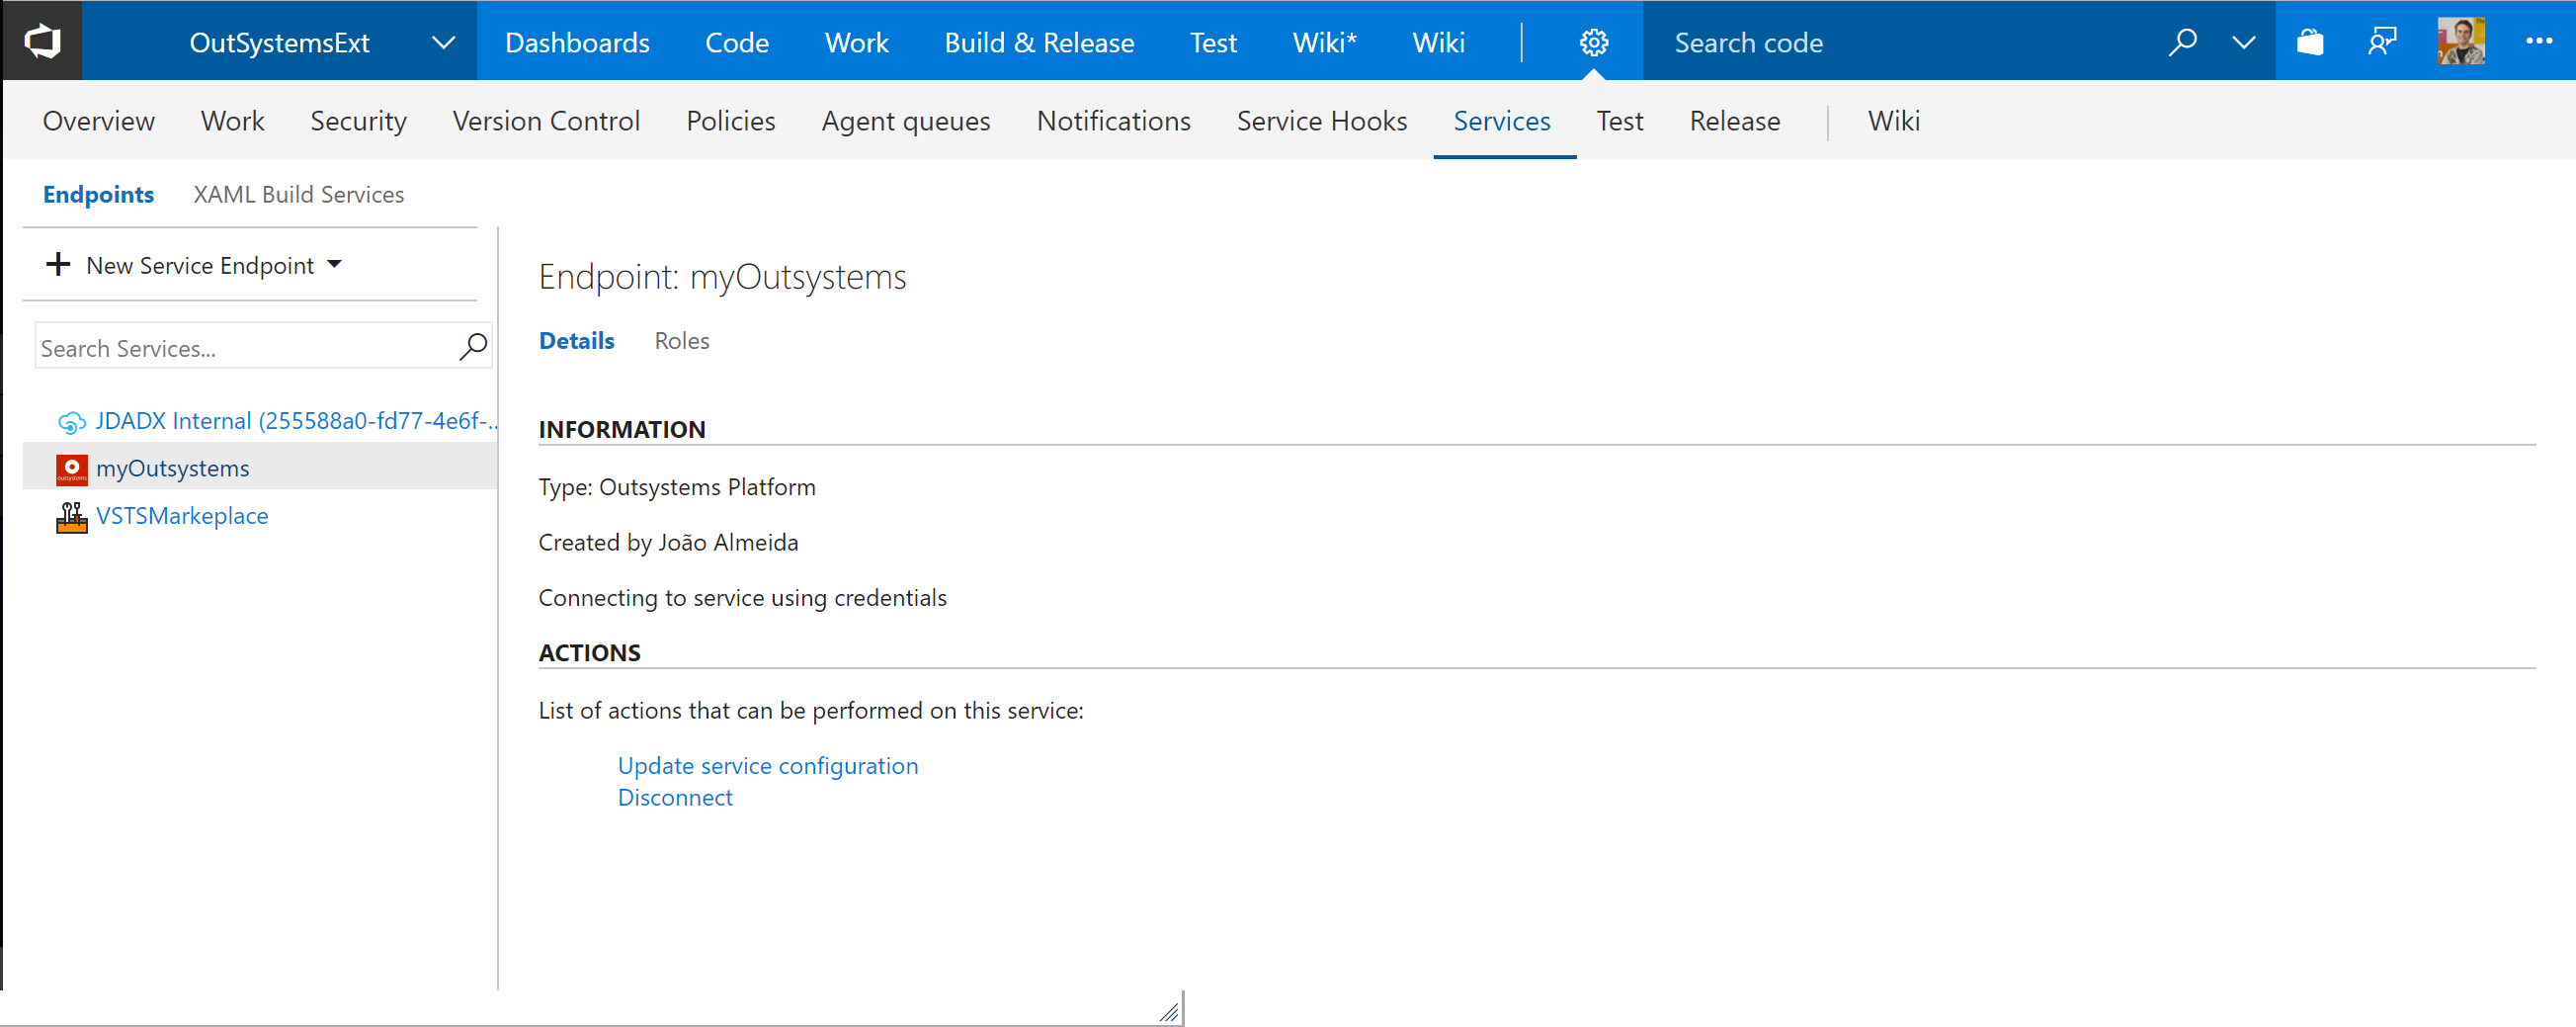 OutSystemsExt Dashboards Code Work Build & Release Test Wiki* Wiki Search code
Overview Work Security Version Control Policies Agent queues Notifications Service Hooks Services Test Release Wiki
Endpoints XAML Build Services
New Service Endpoint
Search Services...
JDADX Internal (255588a0-fd77-4e6f-...
outsystems myOutsystems
VSTSMarkeplace
Endpoint: myOutsystems
Details Roles
INFORMATION
Type: Outsystems Platform
Created by João Almeida
Connecting to service using credentials
ACTIONS
List of actions that can be performed on this service:
Update service configuration
Disconnect